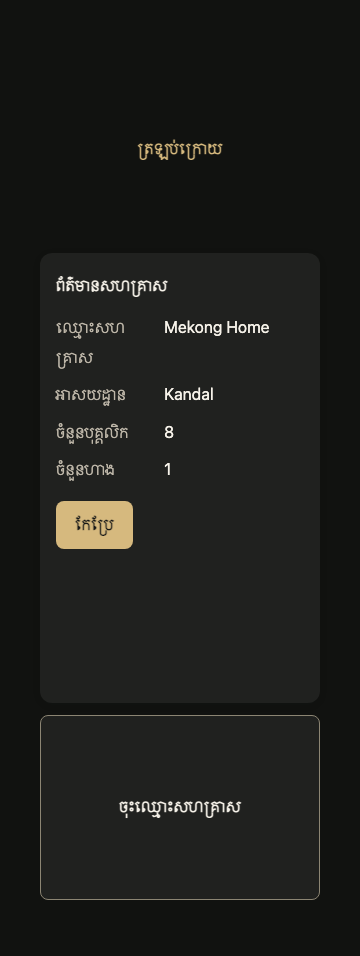 ត្រឡប់ក្រោយ
ព័ត៌មានសហគ្រាស
ឈ្មោះសហ
គ្រាស
Mekong Home
អាសយដ្ឋាន Kandal
ចំនួនបុគ្គលិក 8
ចំនួនហាង 1
កែប្រែ
ចុះឈ្មោះសហគ្រាស